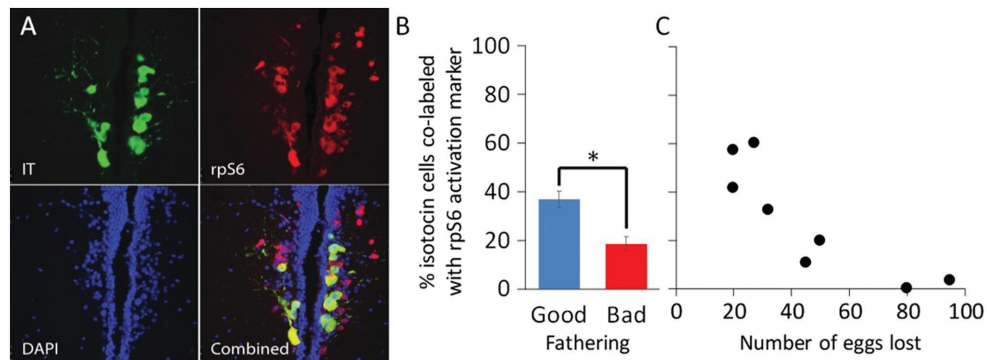 A
IT
rpS6
DAPI
Combined
B
% isotocin cells co-labeled
with rpS6 activation marker
100
80
60
40
20
0
*
Good Bad
Fathering
C
0 20 40 60 80 100
Number of eggs lost